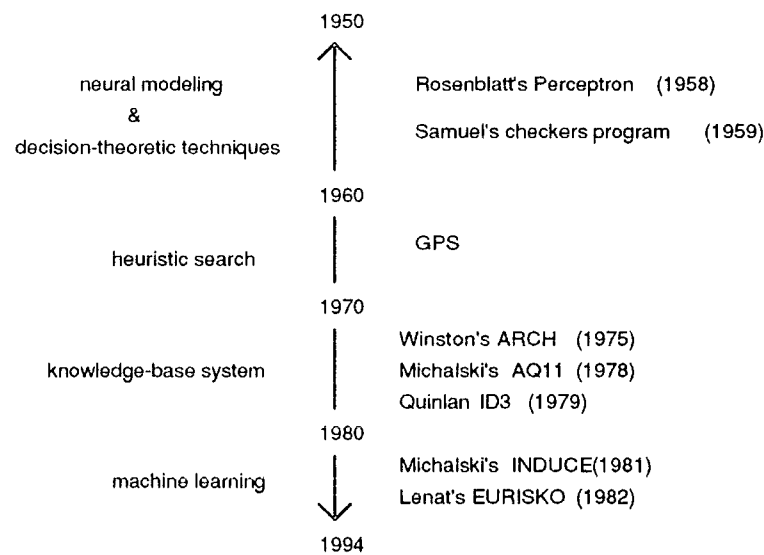 1950
neural modeling
&
decision-theoretic techniques
Rosenblatt's Perceptron (1958)
Samuel's checkers program (1959)
1960
heuristic search
GPS
1970
knowledge-base system
Winston's ARCH (1975)
Michalski's AQ11 (1978)
Quinlan ID3 (1979)
1980
machine learning
Michalski's INDUCE(1981)
Lenat's EURISKO (1982)
1994